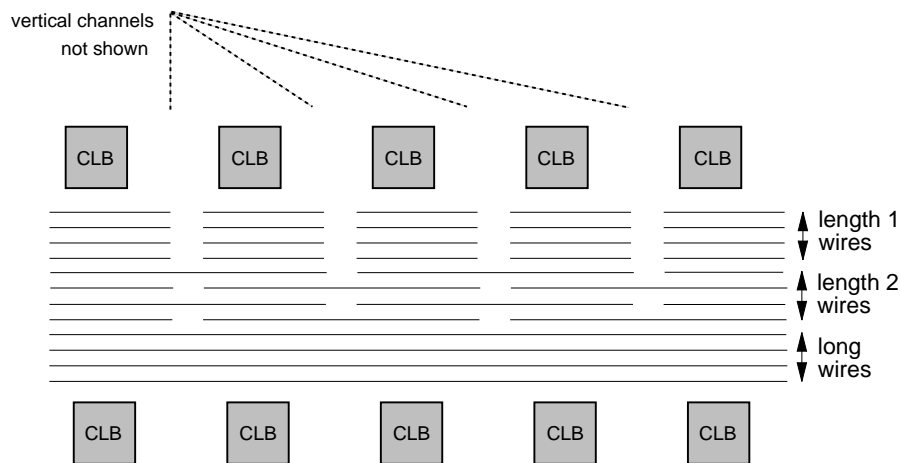 vertical channels
not shown
CLB CLB CLB CLB CLB
length 1
wires
length 2
wires
long
wires
CLB CLB CLB CLB CLB